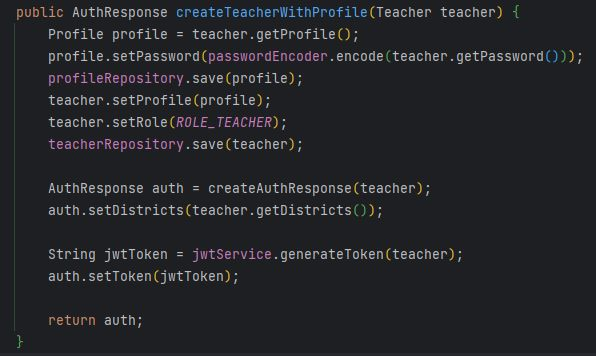 public AuthResponse createTeacherWithProfile(Teacher teacher) {
    Profile profile = teacher.getProfile();
    profile.setPassword(passwordEncoder.encode(teacher.getPassword()));
    profileRepository.save(profile);
    teacher.setProfile(profile);
    teacher.setRole(ROLE_TEACHER);
    teacherRepository.save(teacher);

    AuthResponse auth = createAuthResponse(teacher);
    auth.setDistricts(teacher.getDistricts());

    String jwtToken = jwtService.generateToken(teacher);
    auth.setToken(jwtToken);

    return auth;
}